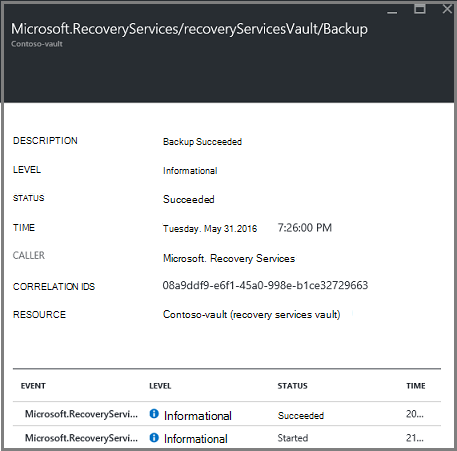 Microsoft.RecoveryServices/recoveryServicesVault/Backup
Contoso-vault
DESCRIPTION Backup Succeeded
LEVEL Informational
STATUS Succeeded
TIME Tuesday. May 31.2016 7:26:00 PM
CALLER Microsoft. Recovery Services
CORRELATION IDS 08a9ddf9-e6f1-45a0-998e-b1ce32729663
RESOURCE Contoso-vault (recovery services vault)
EVENT LEVEL STATUS TIME
Microsoft.RecoveryServi... Informational Succeeded 20...
Microsoft.RecoveryServi... Informational Started 21...